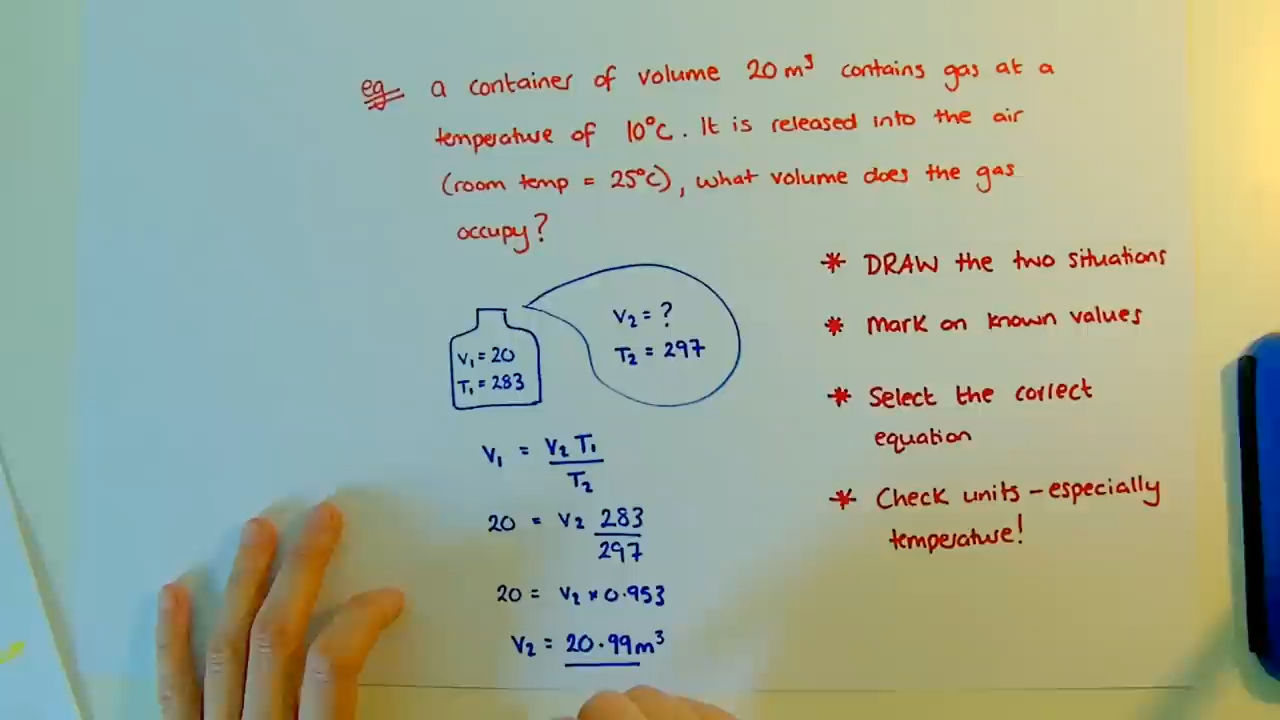 eg a container of volume 20 m³ contains gas at a
temperature of 10°C. It is released into the air
(room temp = 25°C), what volume does the gas
occupy?
V₁ = 20
T₁ = 283
V₂ = ?
T₂ = 297
V₁ = V₂ T₁
T₂
20 = V₂ 283
297
20 = V₂ × 0.953
V₂ = 20.99m³
* DRAW the two situations
* Mark on known values
* Select the correct
equation
* Check units - especially
temperature!